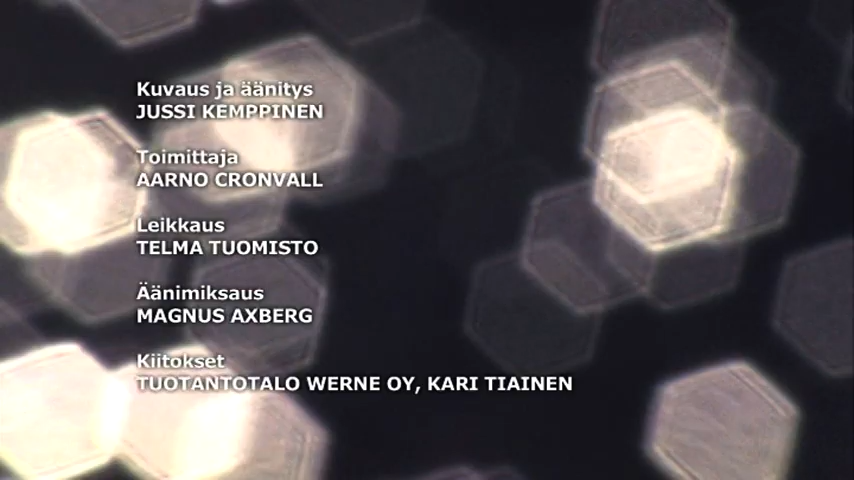 Kuvaus ja äänitys
JUSSI KEMPPINEN
Toimittaja
AARNO CRONVALL
Leikkaus
TELMA TUOMISTO
Äänimiksaus
MAGNUS AXBERG
Kiitokset
TUOTANTOTALO WERNE OY, KARI TIAINEN